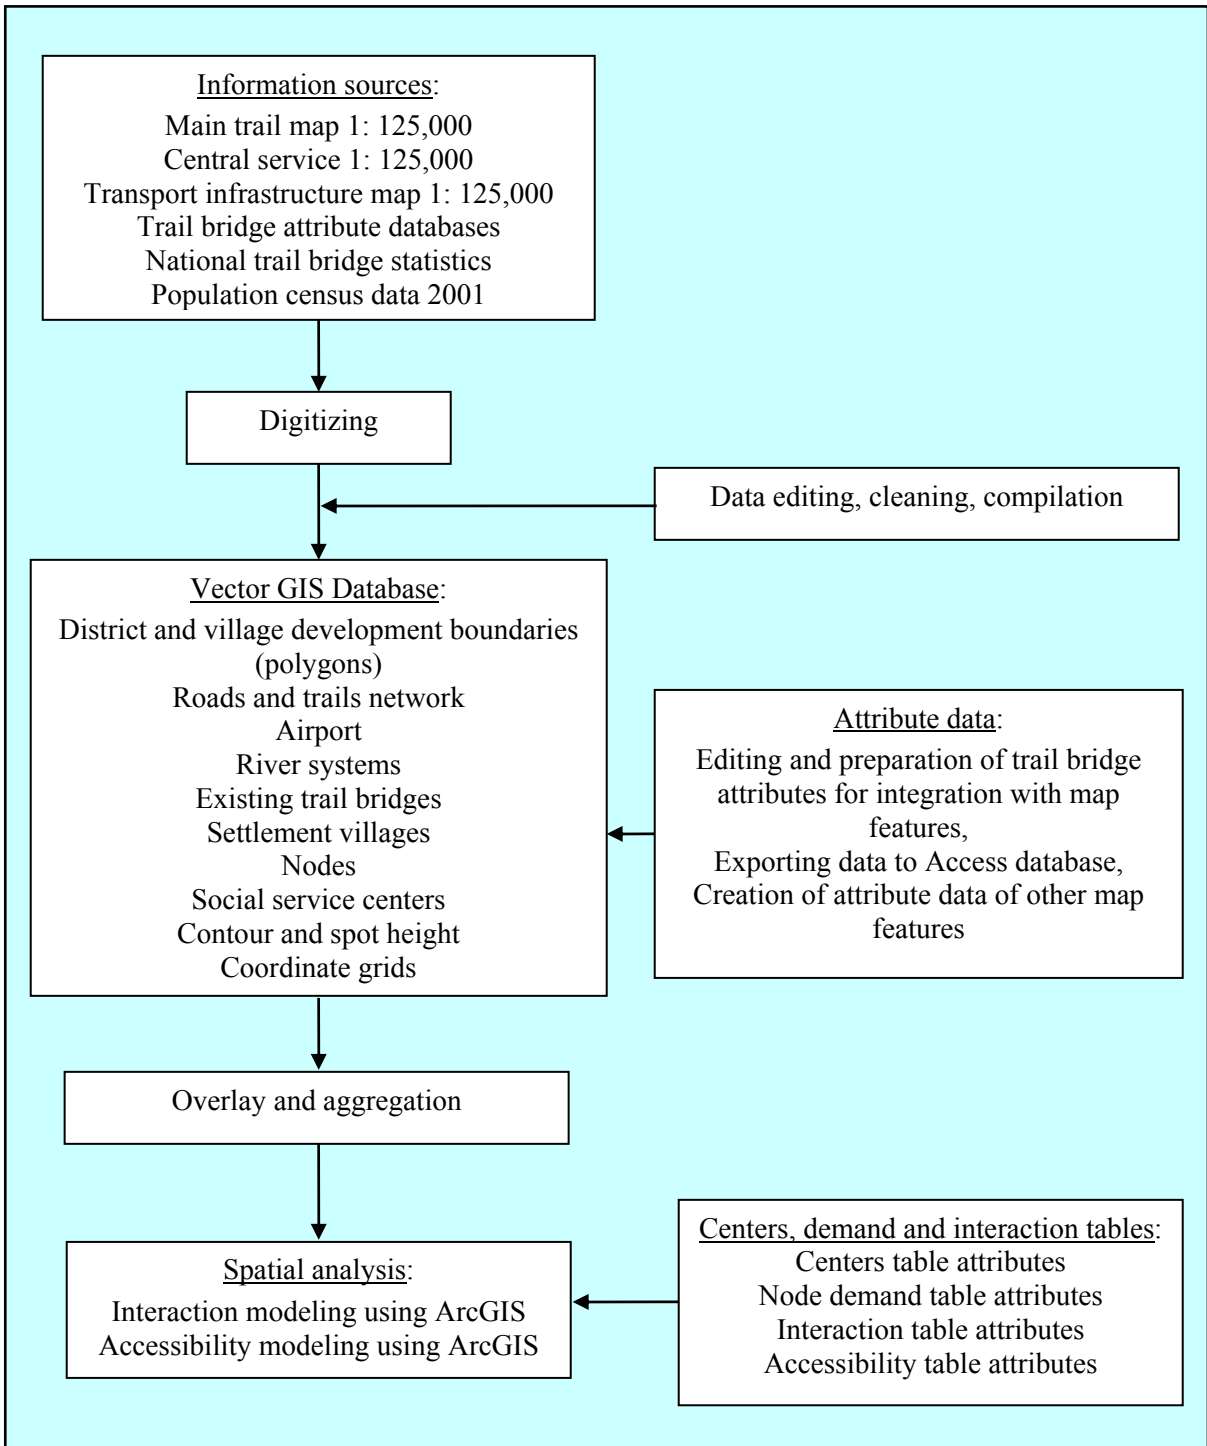 Information sources:
Main trail map 1: 125,000
Central service 1: 125,000
Transport infrastructure map 1: 125,000
Trail bridge attribute databases
National trail bridge statistics
Population census data 2001
Digitizing
Data editing, cleaning, compilation
Vector GIS Database:
District and village development boundaries
(polygons)
Roads and trails network
Airport
River systems
Existing trail bridges
Settlement villages
Nodes
Social service centers
Contour and spot height
Coordinate grids
Attribute data:
Editing and preparation of trail bridge
attributes for integration with map
features,
Exporting data to Access database,
Creation of attribute data of other map
features
Overlay and aggregation
Spatial analysis:
Interaction modeling using ArcGIS
Accessibility modeling using ArcGIS
Centers, demand and interaction tables:
Centers table attributes
Node demand table attributes
Interaction table attributes
Accessibility table attributes